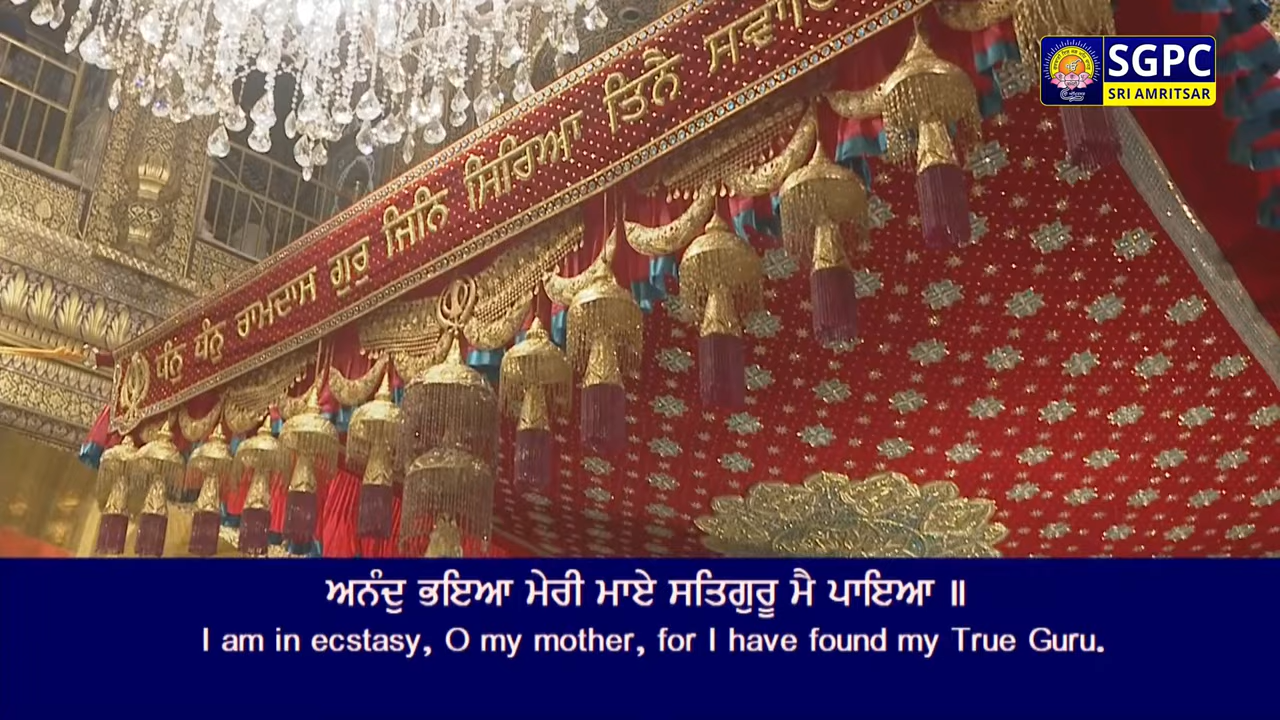 SGPC
SRI AMRITSAR
ਧੰਨੁ ਧੰਨੁ ਰਾਮਦਾਸ ਗੁਰੁ ਜਿਨਿ ਸਿਰਿਆ ਤਿਨੈ
ਅਨੰਦੁ ਭਇਆ ਮੇਰੀ ਮਾਏ ਸਤਿਗੁਰੂ ਮੈ ਪਾਇਆ ॥
I am in ecstasy, O my mother, for I have found my True Guru.